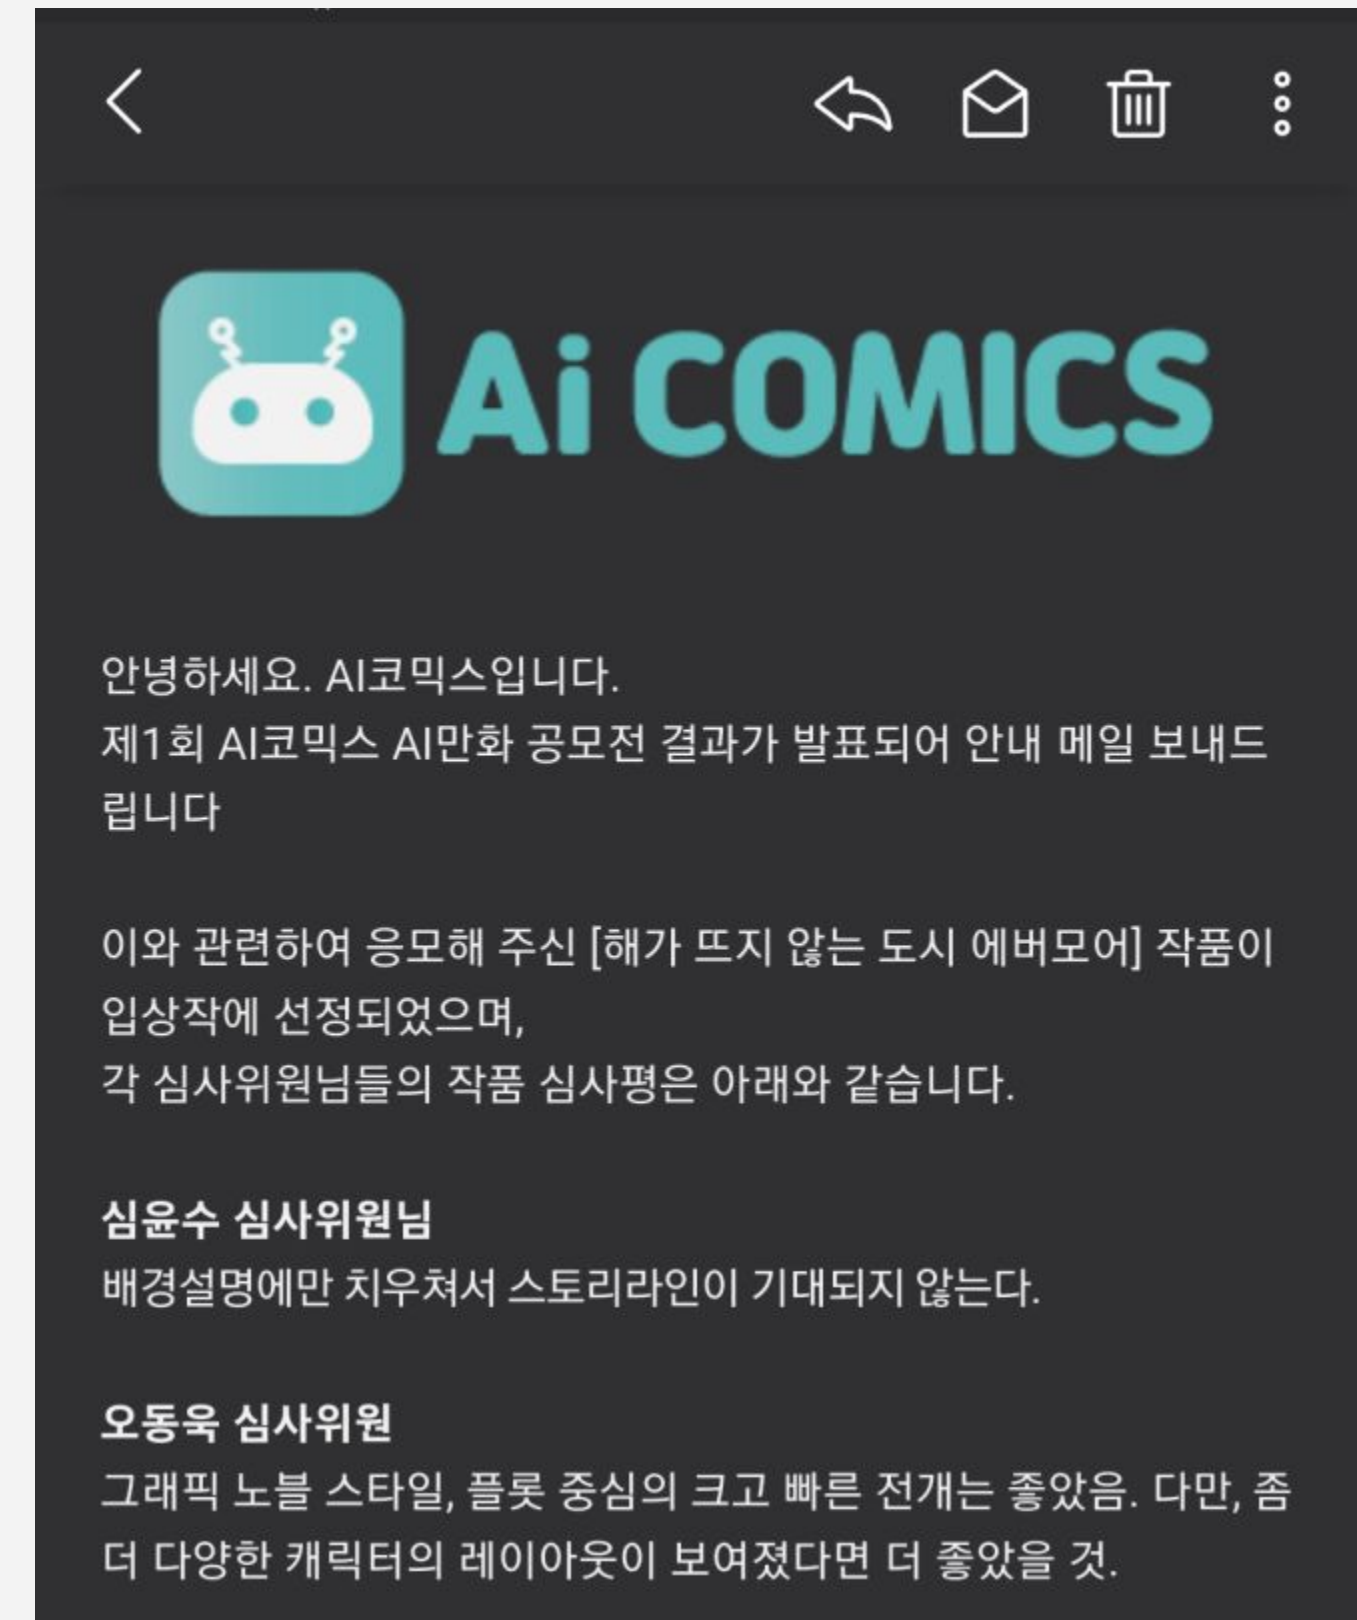 Ai COMICS
안녕하세요. AI코믹스입니다.
제1회 AI코믹스 AI만화 공모전 결과가 발표되어 안내 메일 보내드
립니다
이와 관련하여 응모해 주신 [해가 뜨지 않는 도시 에버모어] 작품이
입상작에 선정되었으며,
각 심사위원님들의 작품 심사평은 아래와 같습니다.
심윤수 심사위원님
배경설명에만 치우쳐서 스토리라인이 기대되지 않는다.
오동욱 심사위원
그래픽 노블 스타일, 플롯 중심의 크고 빠른 전개는 좋았음. 다만, 좀
더 다양한 캐릭터의 레이아웃이 보여졌다면 더 좋았을 것.